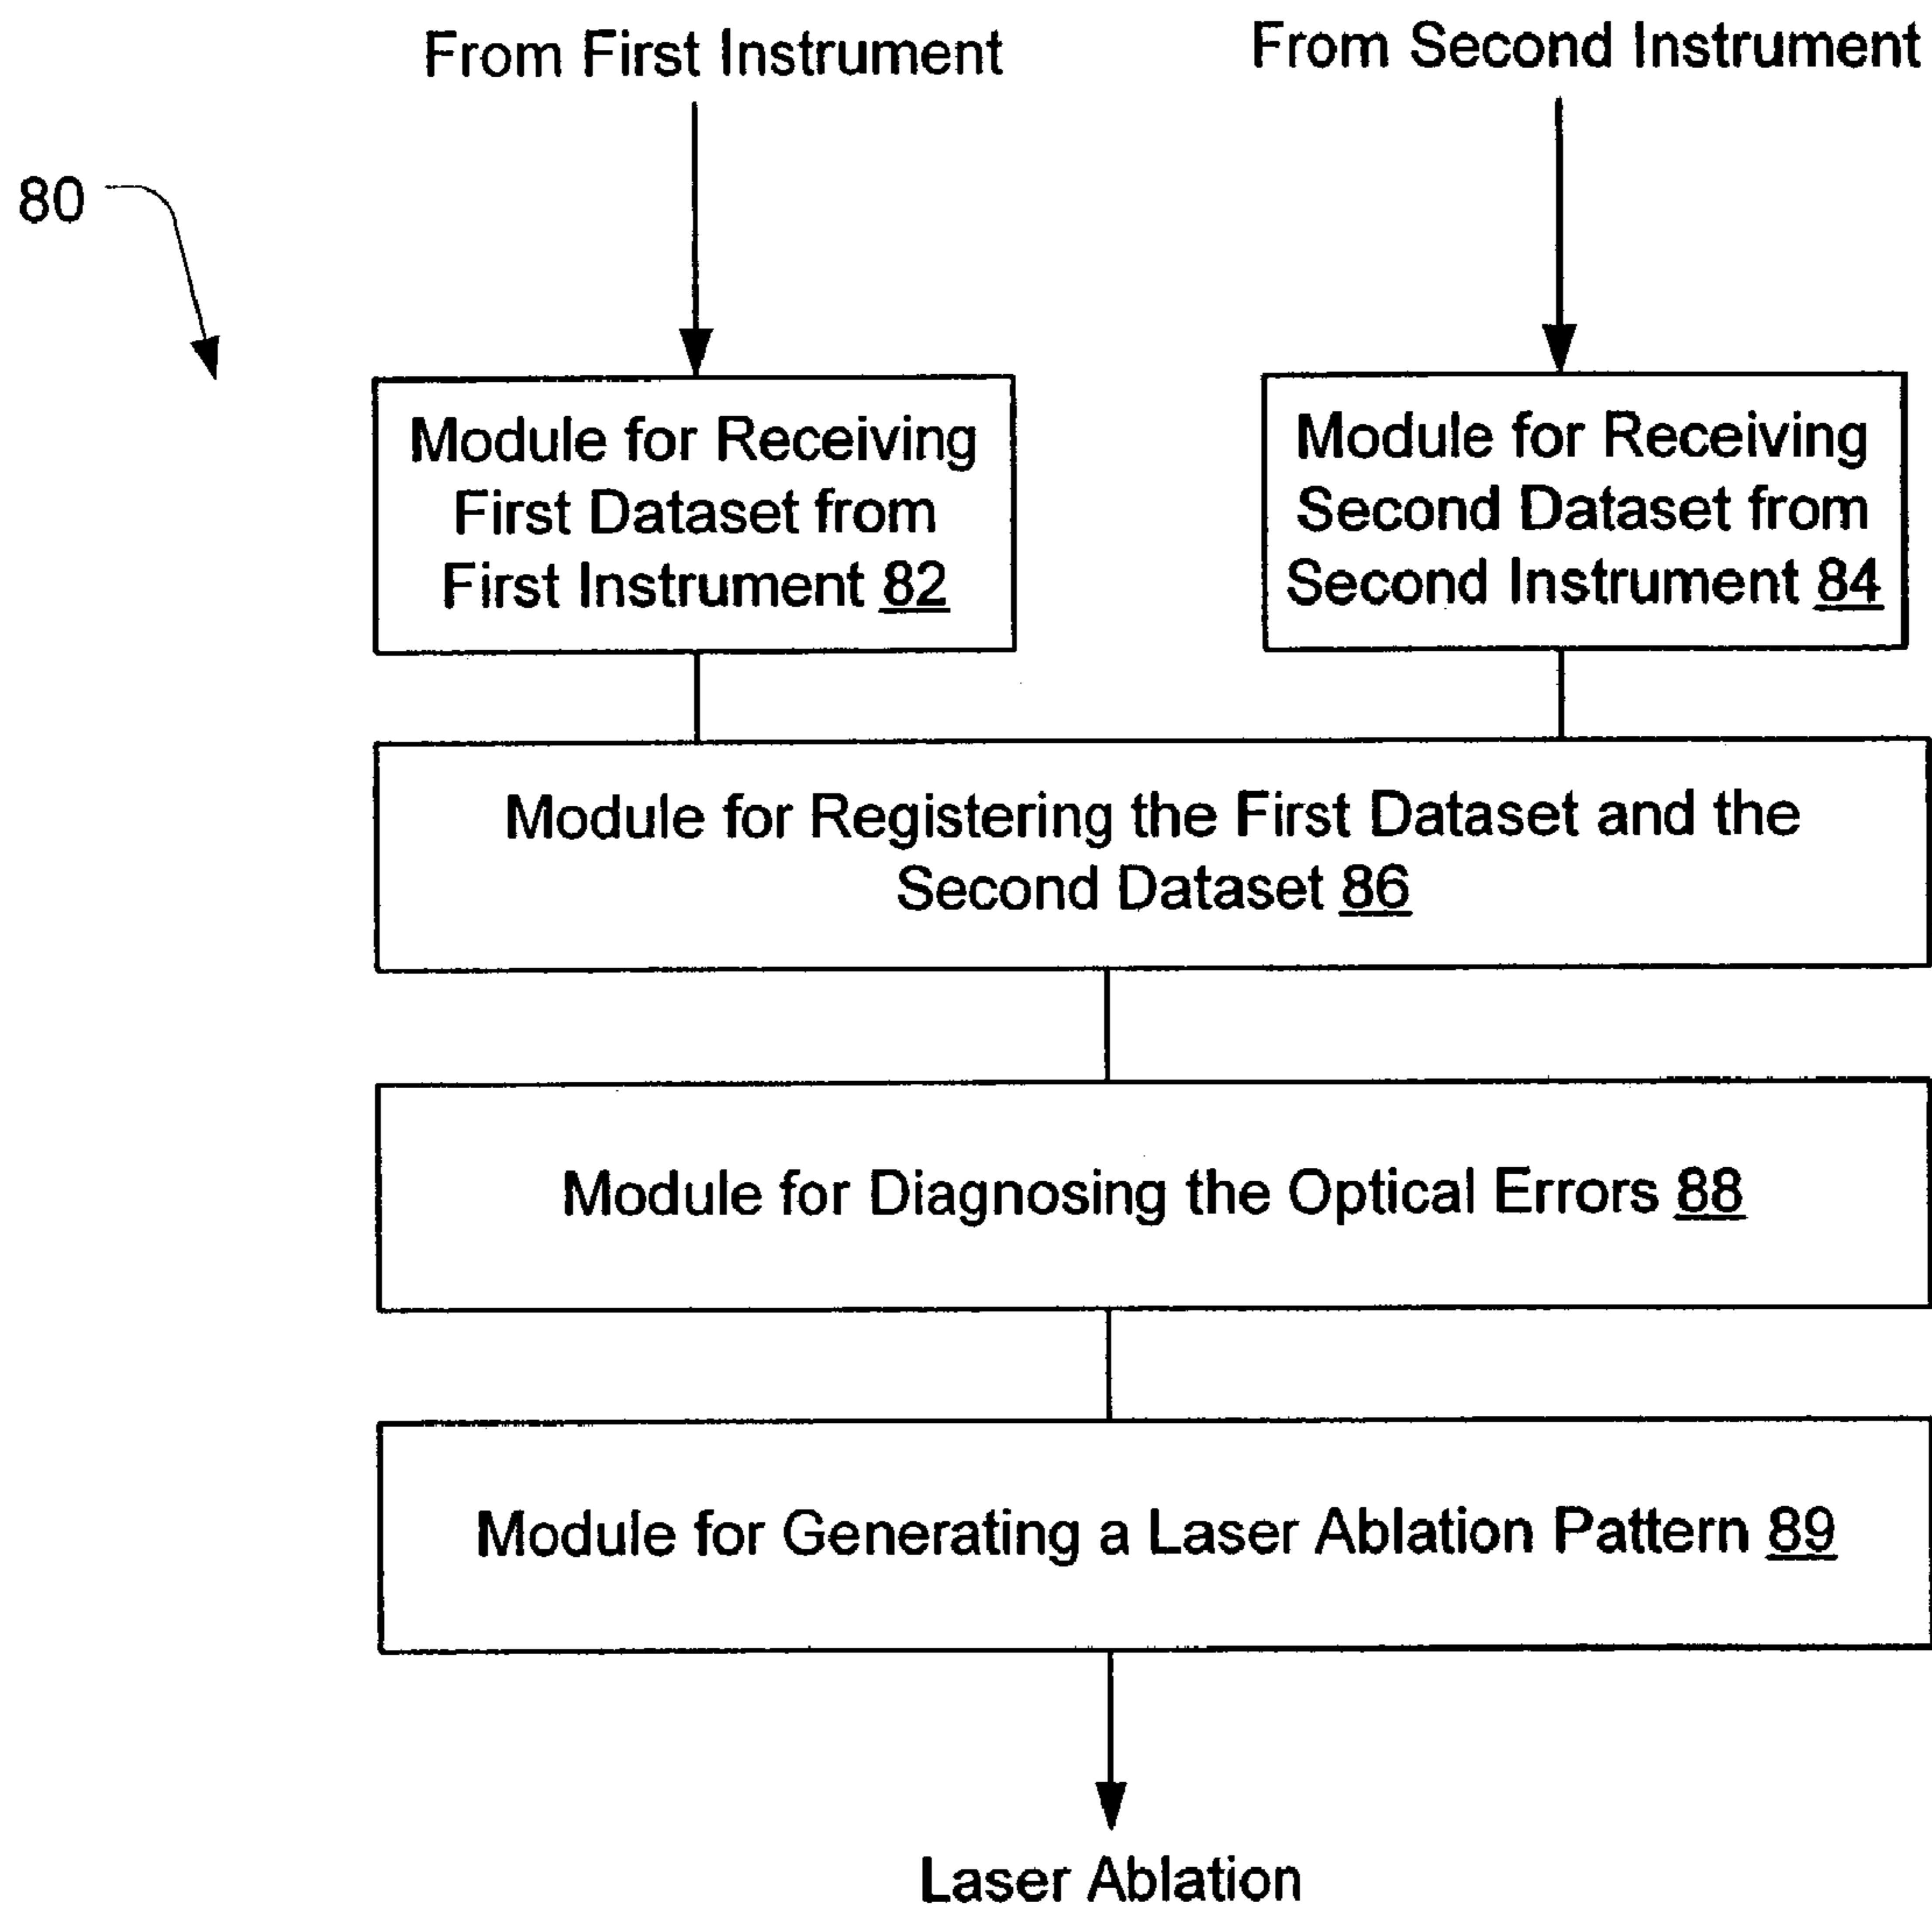 From First Instrument
From Second Instrument
80
Module for Receiving
First Dataset from
First Instrument 82
Module for Receiving
Second Dataset from
Second Instrument 84
Module for Registering the First Dataset and the
Second Dataset 86
Module for Diagnosing the Optical Errors 88
Module for Generating a Laser Ablation Pattern 89
Laser Ablation